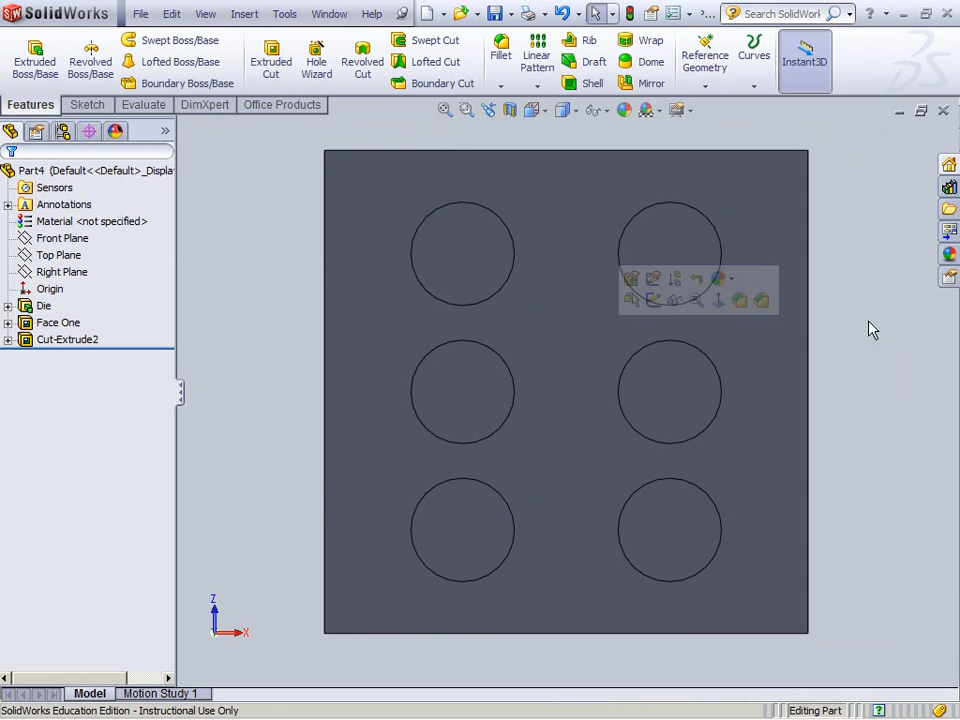 SolidWorks File Edit View Insert Tools Window Help ... Search SolidWorks
Extruded Boss/Base
Revolved Boss/Base
Swept Boss/Base
Lofted Boss/Base
Boundary Boss/Base
Extruded Cut
Hole Wizard
Revolved Cut
Swept Cut
Lofted Cut
Boundary Cut
Fillet
Linear Pattern
Rib
Draft
Shell
Wrap
Dome
Mirror
Reference Geometry
Curves
Instant3D
Features Sketch Evaluate DimXpert Office Products
Part4 (Default<<Default>_Displa
Sensors
Annotations
Material <not specified>
Front Plane
Top Plane
Right Plane
Origin
Die
Face One
Cut-Extrude2
Z
X
Model Motion Study 1
SolidWorks Education Edition - Instructional Use Only Editing Part